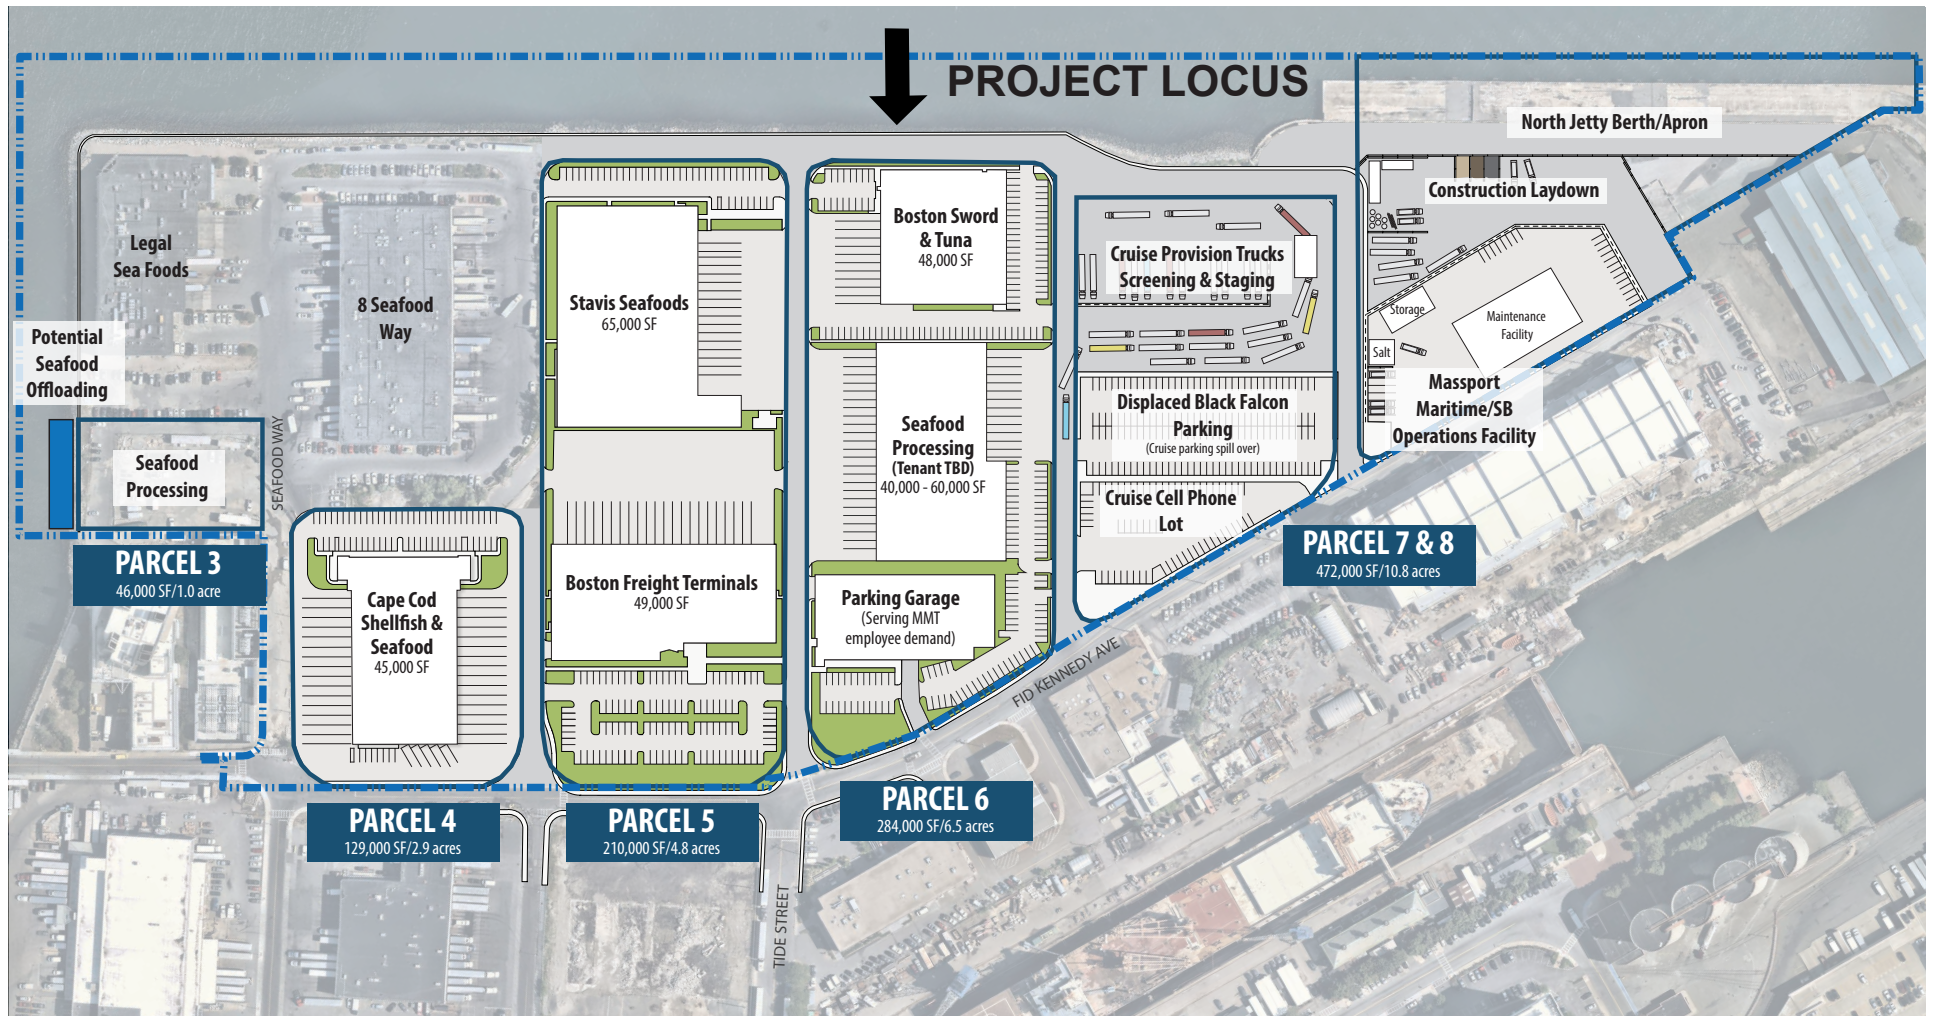 PROJECT LOCUS
North Jetty Berth/Apron
Construction Laydown
Legal
Sea Foods
8 Seafood
Way
Potential
Seafood
Offloading
Seafood
Processing
SEAFOOD WAY
PARCEL 3
46,000 SF/1.0 acre
Cape Cod
Shellfish &
Seafood
45,000 SF
PARCEL 4
129,000 SF/2.9 acres
Stavis Seafoods
65,000 SF
Boston Freight Terminals
49,000 SF
PARCEL 5
210,000 SF/4.8 acres
Boston Sword
& Tuna
48,000 SF
Seafood
Processing
(Tenant TBD)
40,000 - 60,000 SF
Parking Garage
(Serving MMT
employee demand)
PARCEL 6
284,000 SF/6.5 acres
TIDE STREET
FID KENNEDY AVE
Cruise Provision Trucks
Screening & Staging
Displaced Black Falcon
Parking
(Cruise parking spill over)
Cruise Cell Phone
Lot
PARCEL 7 & 8
472,000 SF/10.8 acres
Storage
Maintenance
Facility
Salt
Massport
Maritime/SB
Operations Facility